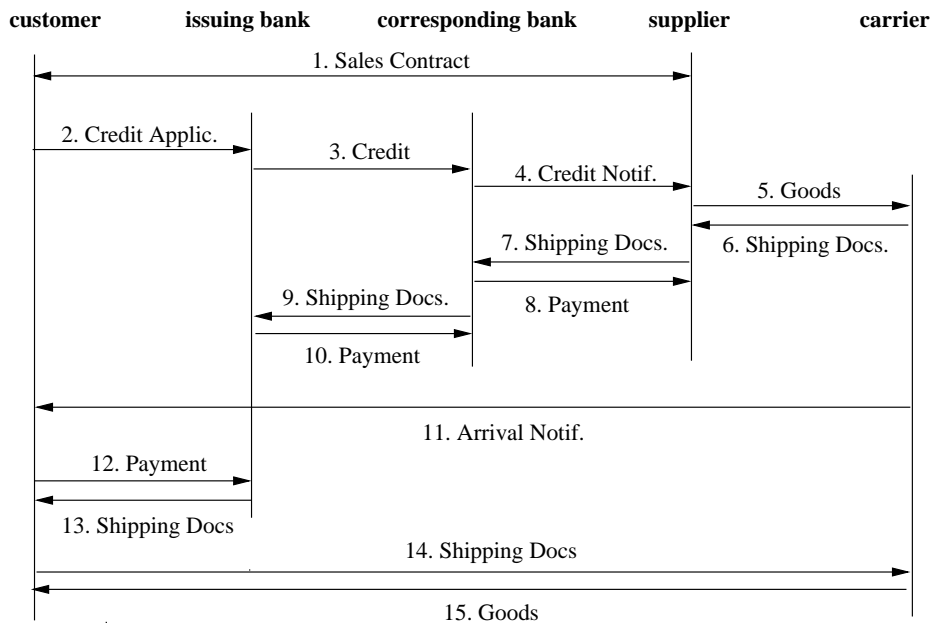 customer issuing bank corresponding bank supplier carrier
1. Sales Contract
2. Credit Applic.
3. Credit
4. Credit Notif.
5. Goods
6. Shipping Docs.
7. Shipping Docs.
8. Payment
9. Shipping Docs.
10. Payment
11. Arrival Notif.
12. Payment
13. Shipping Docs
14. Shipping Docs
15. Goods